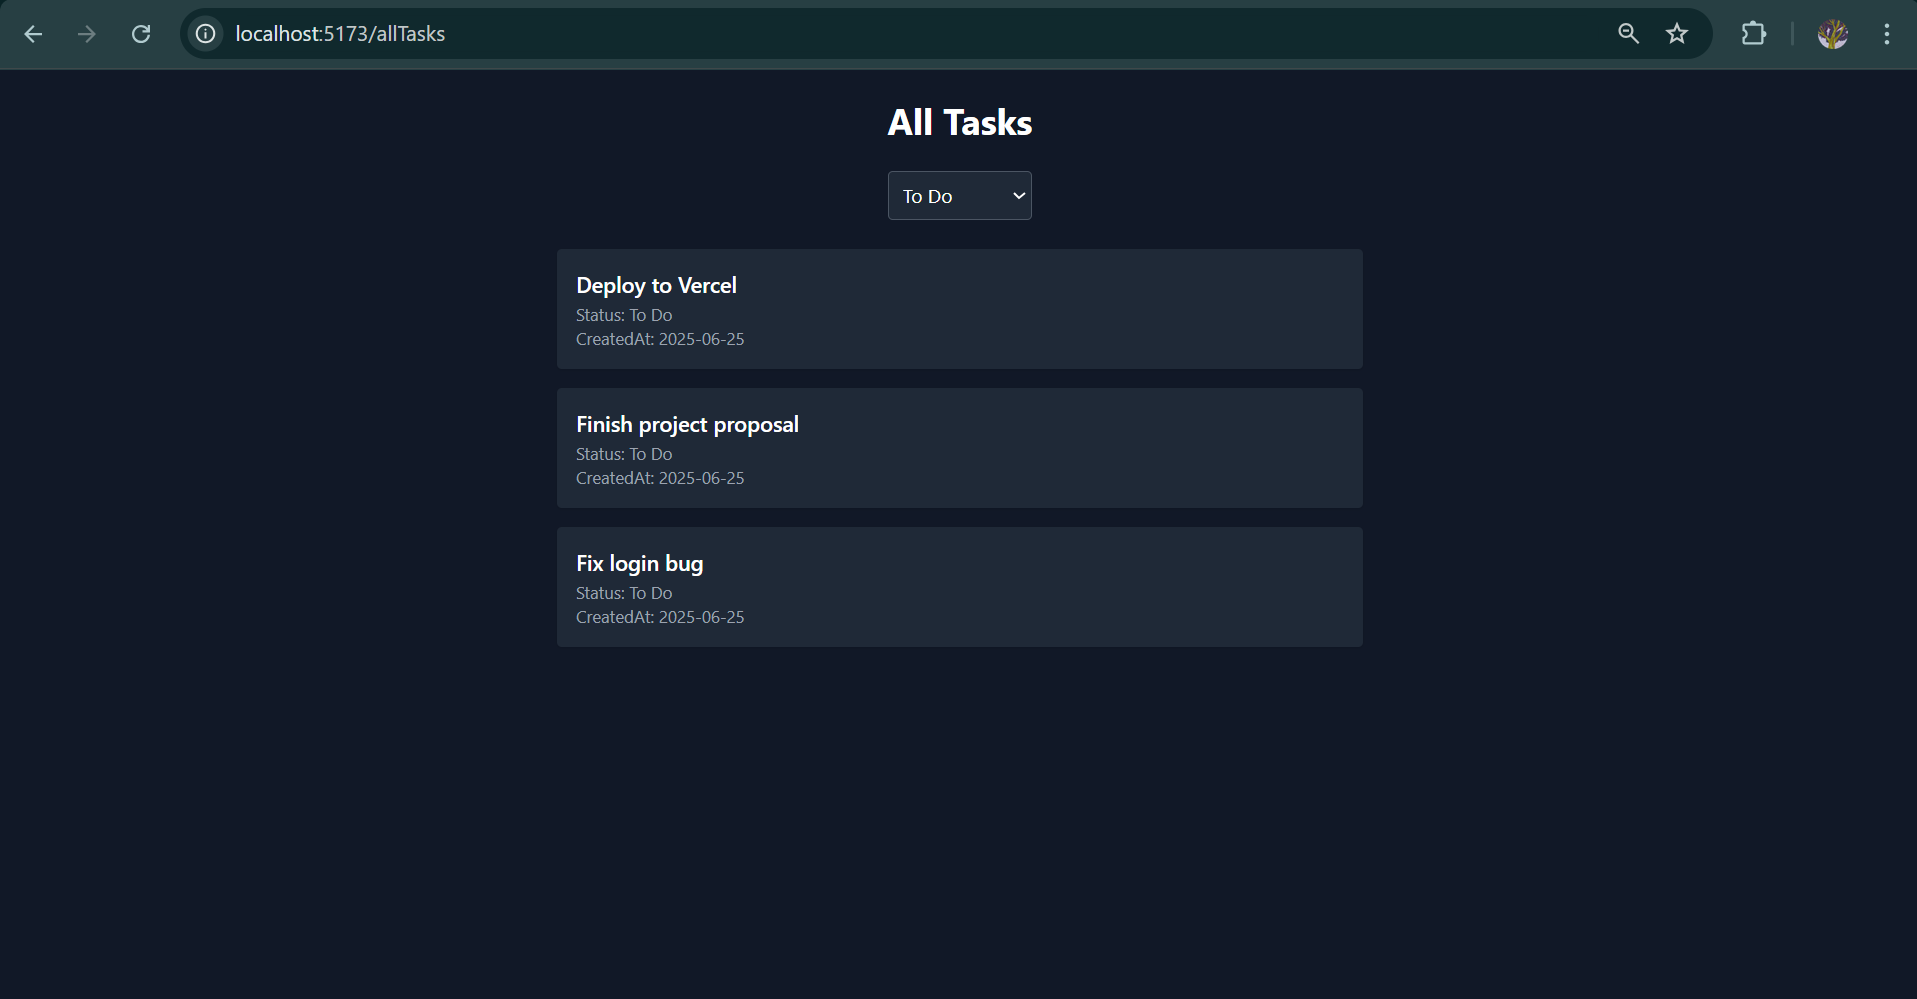 localhost:5173/allTasks
All Tasks
To Do
Deploy to Vercel
Status: To Do
CreatedAt: 2025-06-25
Finish project proposal
Status: To Do
CreatedAt: 2025-06-25
Fix login bug
Status: To Do
CreatedAt: 2025-06-25